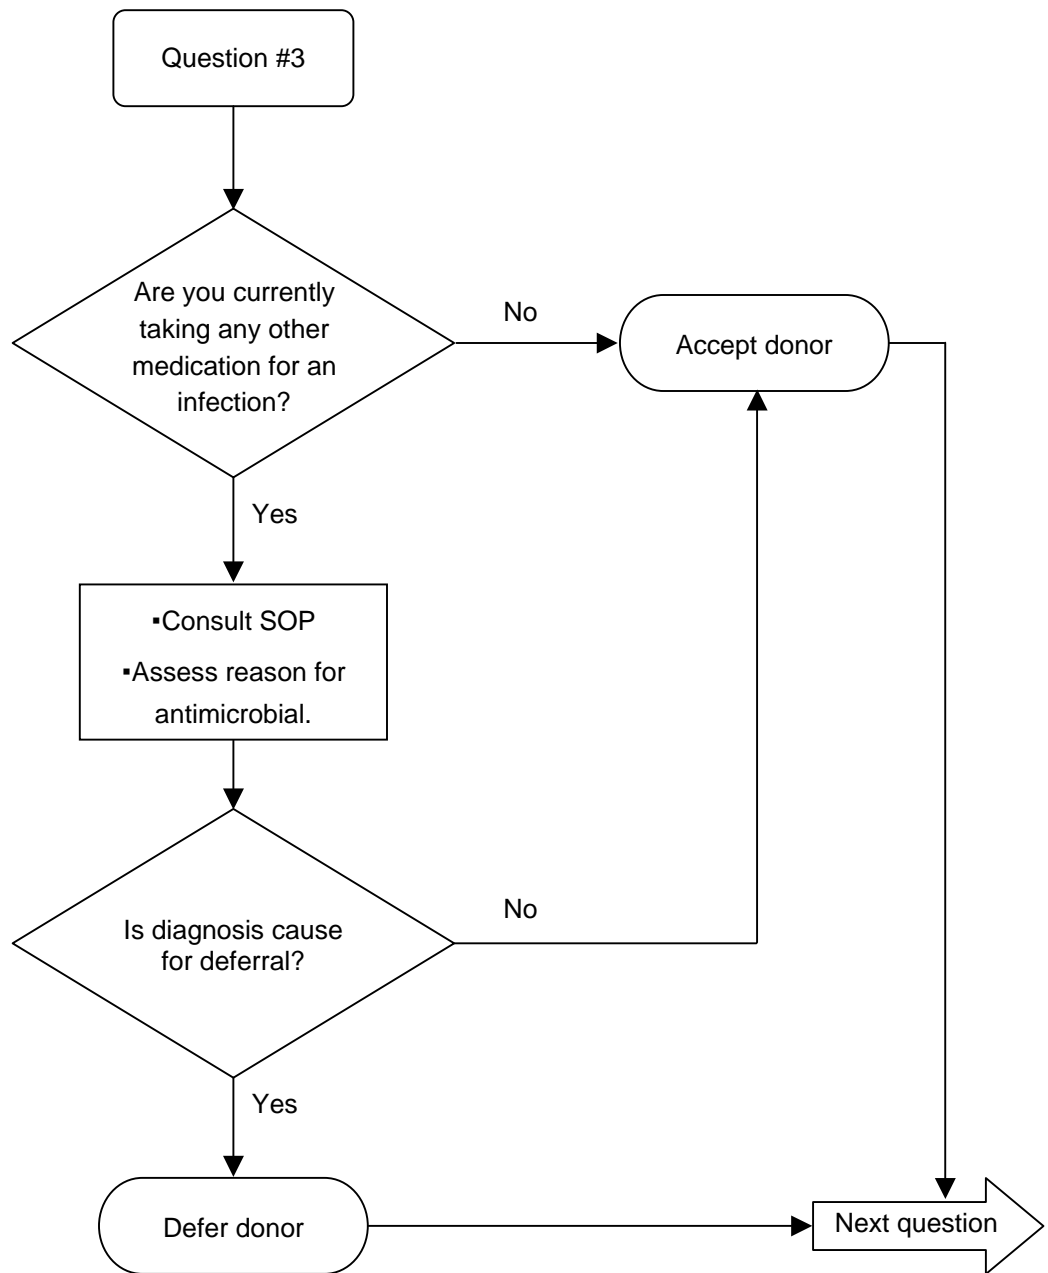 Question #3
Are you currently
taking any other
medication for an
infection?
No
Accept donor
Yes
▪Consult SOP
▪Assess reason for
antimicrobial.
Is diagnosis cause
for deferral?
No
Yes
Defer donor
Next question